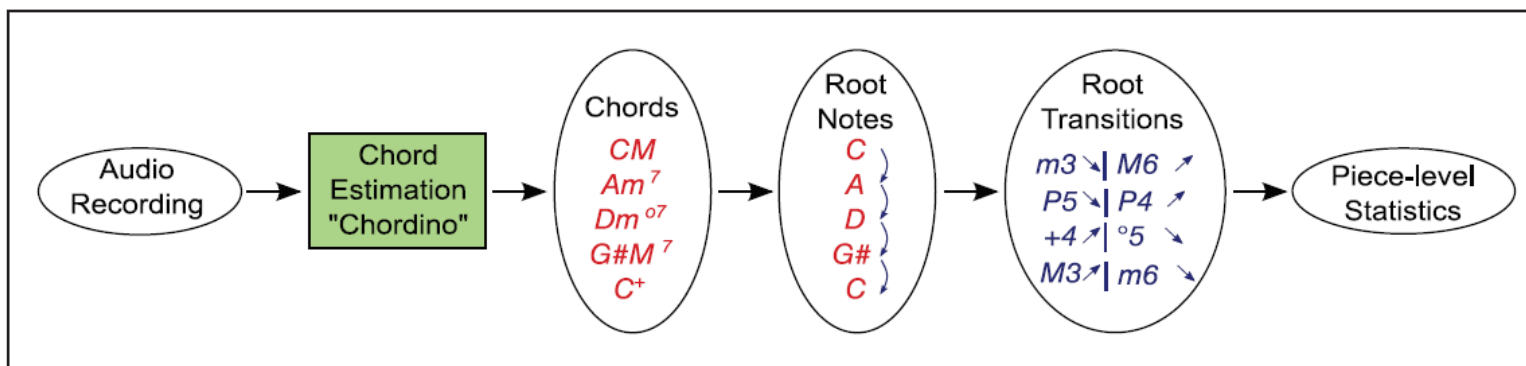 Audio
Recording
Chord
Estimation
"Chordino"
Chords
CM
Am⁷
Dmᵒ⁷
G#M⁷
C⁺
Root
Notes
C
A
D
G#
C
Root
Transitions
m3↘| M6 ↗
P5↘| P4 ↗
+4↗| °5 ↘
M3↗| m6 ↘
Piece-level
Statistics